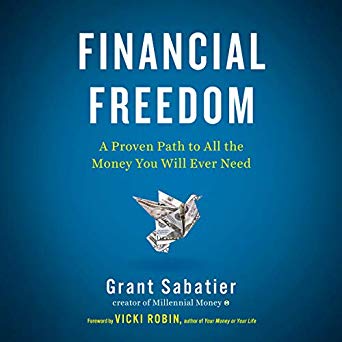 FINANCIAL
FREEDOM
A Proven Path to All the
Money You Will Ever Need
Grant Sabatier
creator of Millennial Money
Foreword by VICKI ROBIN, author of Your Money or Your Life